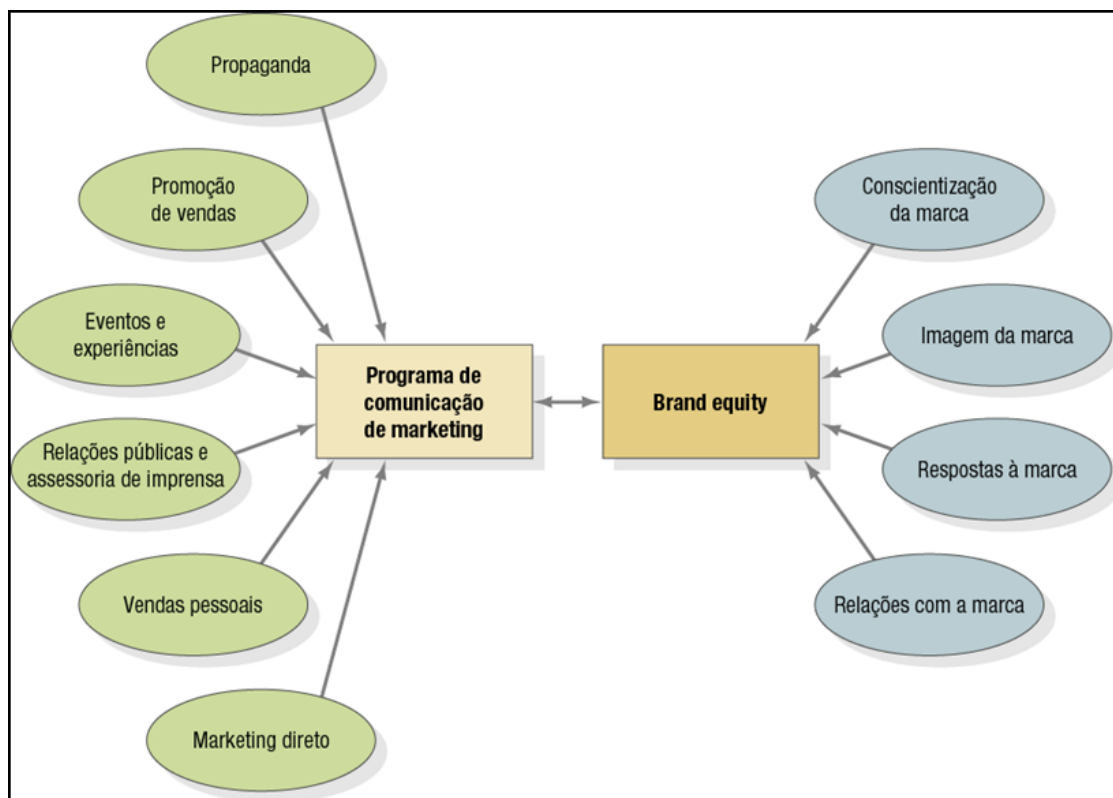 Propaganda
Promoção
de vendas
Eventos e
experiências
Relações públicas e
assessoria de imprensa
Vendas pessoais
Marketing direto
Programa de
comunicação
de marketing
Brand equity
Conscientização
da marca
Imagem da marca
Respostas à marca
Relações com a marca